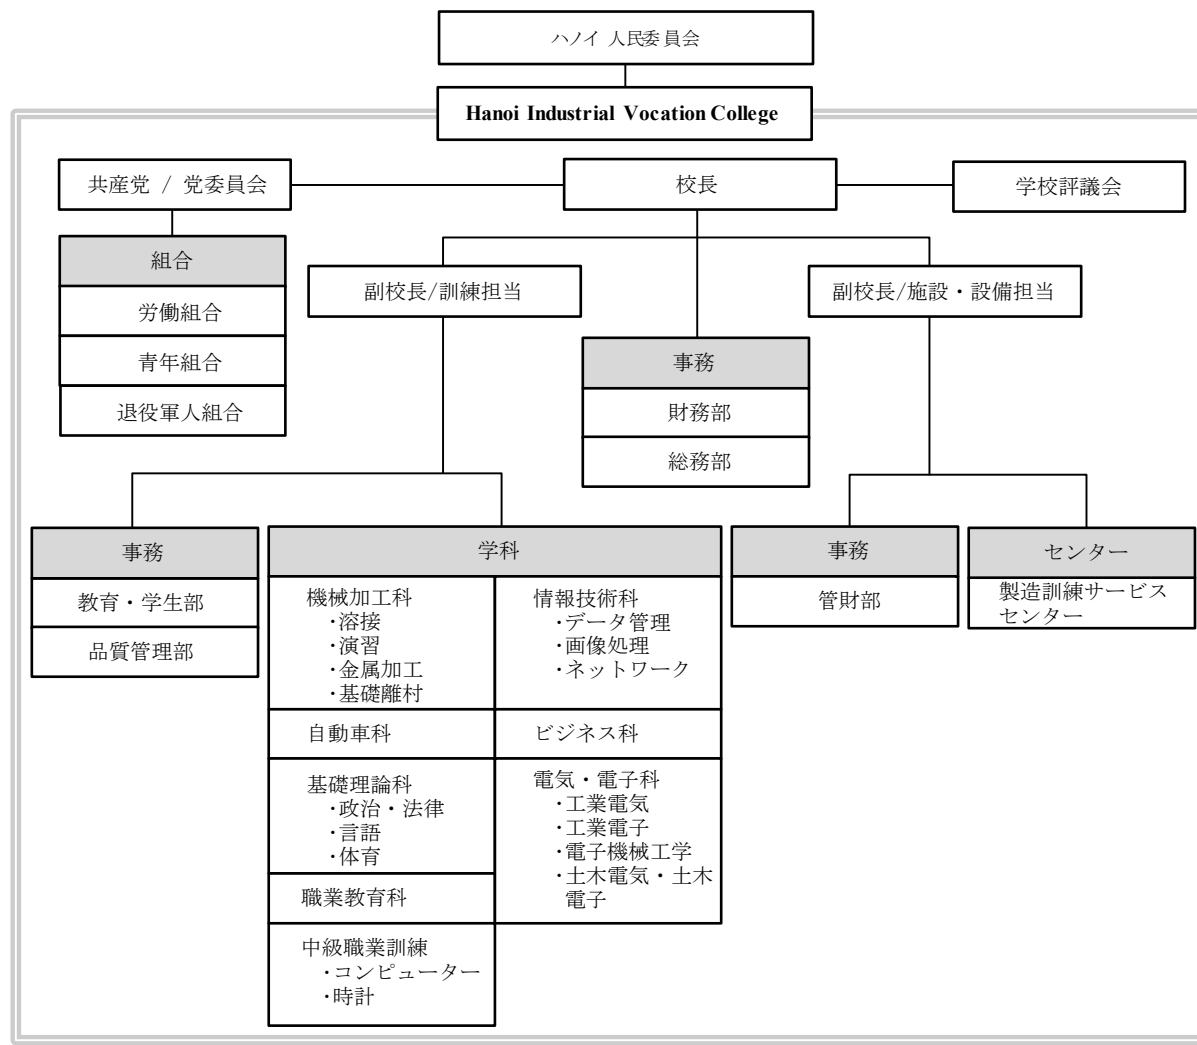 ハノイ 人民委員会
Hanoi Industrial Vocation College
共産党 / 党委員会
校長
学校評議会
組合
労働組合
青年組合
退役軍人組合
副校長/訓練担当
副校長/施設・設備担当
事務
財務部
総務部
事務
教育・学生部
品質管理部
学科
機械加工科
・溶接
・演習
・金属加工
・基礎離村
自動車科
基礎理論科
・政治・法律
・言語
・体育
職業教育科
中級職業訓練
・コンピューター
・時計
情報技術科
・データ管理
・画像処理
・ネットワーク
ビジネス科
電気・電子科
・工業電気
・工業電子
・電子機械工学
・土木電気・土木
電子
事務
管財部
センター
製造訓練サービス
センター